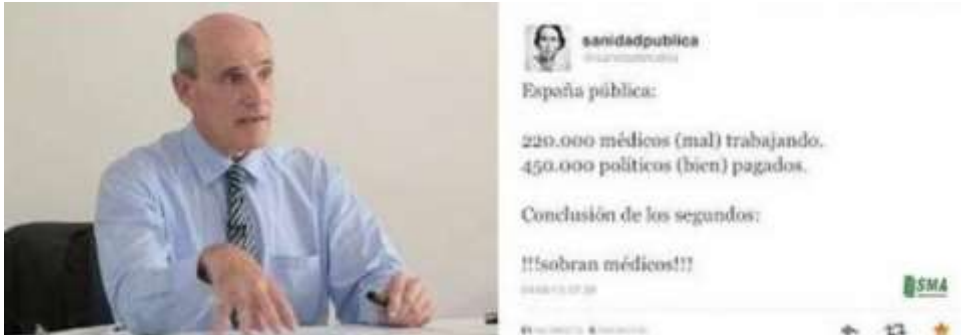 sanidadpublica
España pública:
220.000 médicos (mal) trabajando.
450.000 políticos (bien) pagados.
Conclusión de los segundos:
!!!sobran médicos!!!
SMA